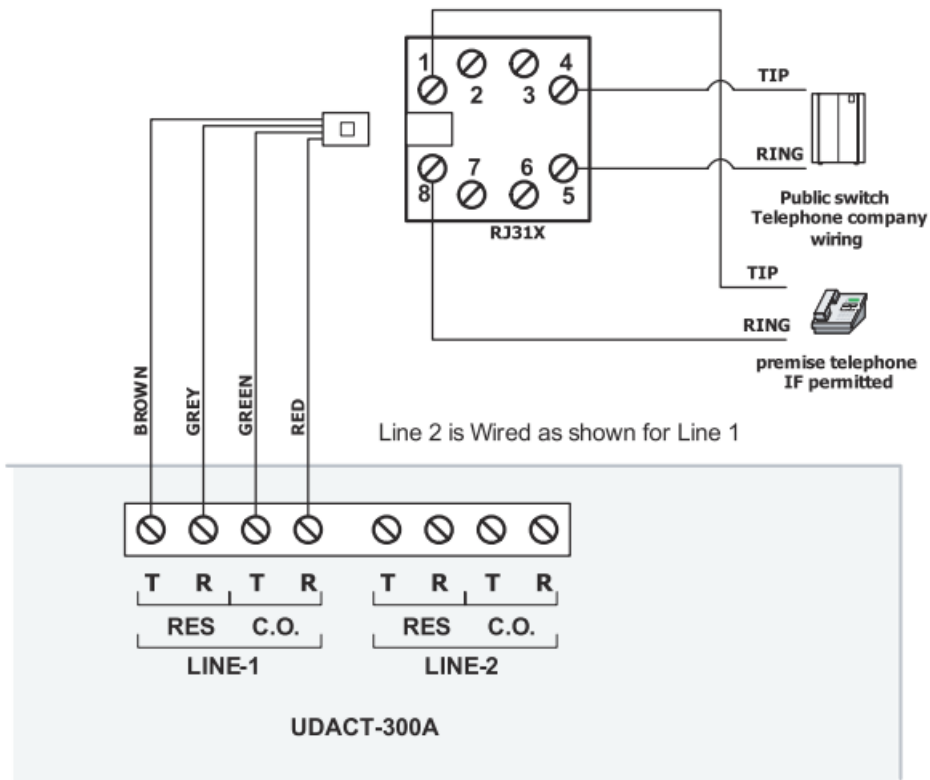 1
2
3
4
TIP
RING
8
7
6
5
RJ31X
Public switch
Telephone company
wiring
TIP
RING
premise telephone
IF permitted
BROWN
GREY
GREEN
RED
Line 2 is Wired as shown for Line 1
T R T R T R T R
RES C.O. RES C.O.
LINE-1 LINE-2
UDACT-300A